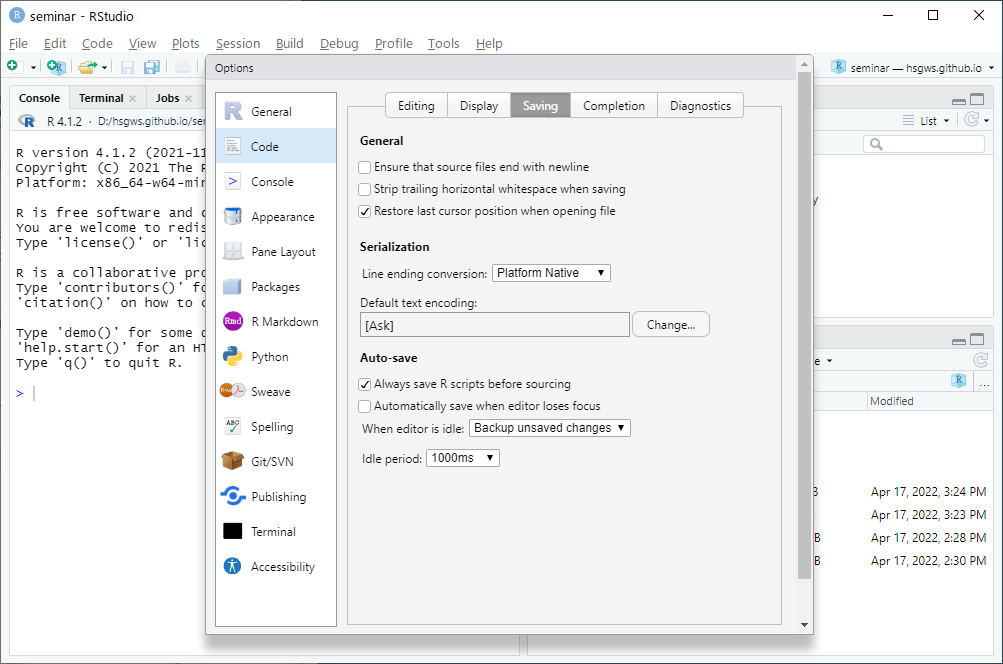 seminar - RStudio
File Edit Code View Plots Session Build Debug Profile Tools Help
seminar — hsgws.github.io
Console Terminal Jobs
R 4.1.2 · D:/hsgws.github.io/
R version 4.1.2 (2021-11
Copyright (C) 2021 The R
Platform: x86_64-w64-
R is free software and
You are welcome to
Type 'license()' or
R is a collaborative
Type 'contributors()'
'citation()' on how to
Type 'demo()' for some
'help.start()' for an
Type 'q()' to quit R.
>
Options
General
Code
Console
Appearance
Pane Layout
Packages
Rmd R Markdown
Python
Sweave
ABC Spelling
Git/SVN
Publishing
Terminal
Accessibility
Editing Display Saving Completion Diagnostics
General
Ensure that source files end with newline
Strip trailing horizontal whitespace when saving
Restore last cursor position when opening file
Serialization
Line ending conversion: Platform Native
Default text encoding:
[Ask] Change...
Auto-save
Always save R scripts before sourcing
Automatically save when editor loses focus
When editor is idle: Backup unsaved changes
Idle period: 1000ms
List
...
Modified
B Apr 17, 2022, 3:24 PM
Apr 17, 2022, 3:23 PM
B Apr 17, 2022, 2:28 PM
B Apr 17, 2022, 2:30 PM